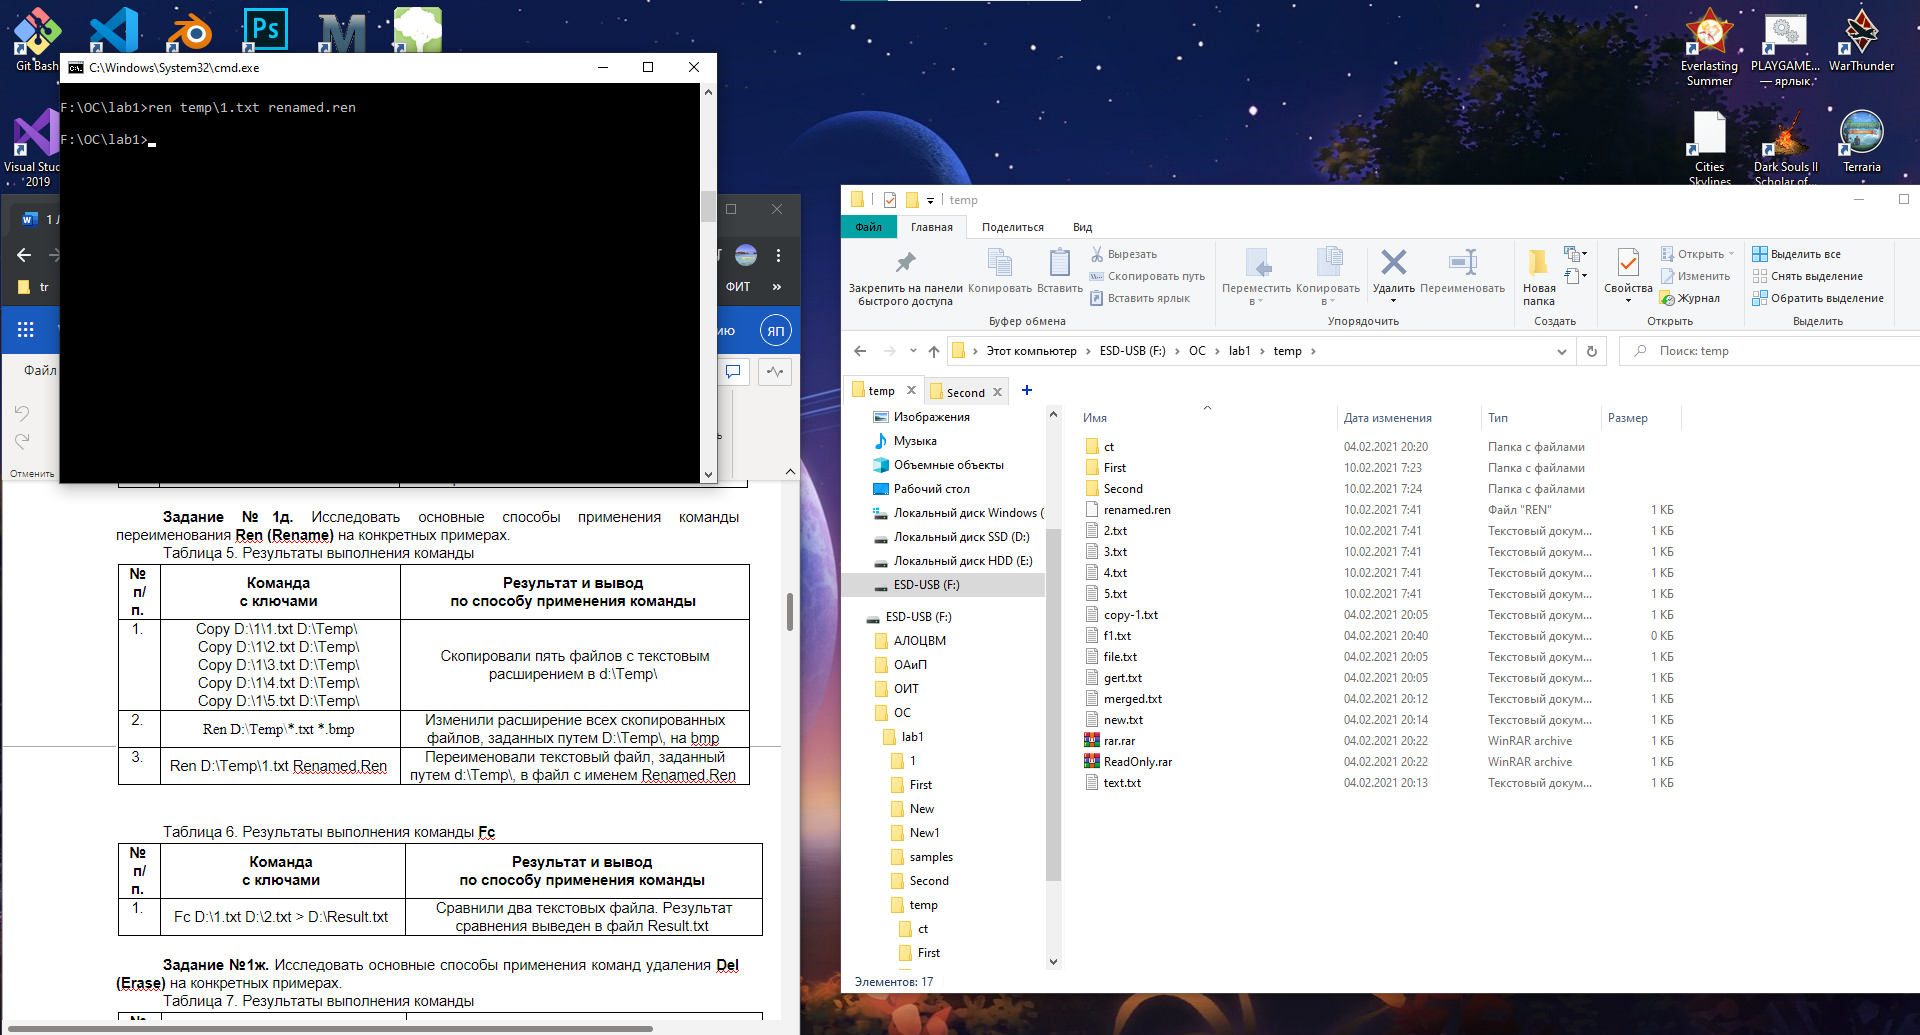 Git Bash
Ps
Visual Stu
2019
Everlasting
Summer
PLAYGAME...
— ярлык.
WarThunder
Cities
Skylines
Dark Souls II
Scholar of...
Terraria
C:\Windows\System32\cmd.exe
F:\OC\lab1>ren temp\1.txt renamed.ren
F:\OC\lab1>
1
tr
ФИТ
»
ию
ЯП
Файл
Отменить
Задание № 1д. Исследовать основные способы применения команды
переименования Ren (Rename) на конкретных примерах.
Таблица 5. Результаты выполнения команды
№ п/п.
Команда с ключами
Результат и вывод по способу применения команды
1.
Copy D:\1\1.txt D:\Temp\
Copy D:\1\2.txt D:\Temp\
Copy D:\1\3.txt D:\Temp\
Copy D:\1\4.txt D:\Temp\
Copy D:\1\5.txt D:\Temp\
Скопировали пять файлов с текстовым
расширением в d:\Temp\
2.
Ren D:\Temp\*.txt *.bmp
Изменили расширение всех скопированных
файлов, заданных путем D:\Temp\, на bmp
3.
Ren D:\Temp\1.txt Renamed.Ren
Переименовали текстовый файл, заданный
путем d:\Temp\, в файл с именем Renamed.Ren
Таблица 6. Результаты выполнения команды Fc
№ п/п.
Команда с ключами
Результат и вывод по способу применения команды
1.
Fc D:\1.txt D:\2.txt > D:\Result.txt
Сравнили два текстовых файла. Результат
сравнения выведен в файл Result.txt
Задание №1ж. Исследовать основные способы применения команд удаления Del
(Erase) на конкретных примерах.
Таблица 7. Результаты выполнения команды
temp
Файл Главная Поделиться Вид
Закрепить на панели
быстрого доступа
Копировать
Вставить
Вырезать
Скопировать путь
Вставить ярлык
Буфер обмена
Переместить
в
Копировать
в
Удалить
Переименовать
Упорядочить
Новая
папка
Создать
Свойства
Открыть
Изменить
Журнал
Открыть
Выделить все
Снять выделение
Обратить выделение
Выделить
Этот компьютер > ESD-USB (F:) > ОС > lab1 > temp >
Поиск: temp
temp
Second
Изображения
Музыка
Объемные объекты
Рабочий стол
Локальный диск Windows (
Локальный диск SSD (D:)
Локальный диск HDD (E:)
ESD-USB (F:)
ESD-USB (F:)
АЛОЦВМ
ОАиП
ОИТ
ОС
lab1
1
First
New
New1
samples
Second
temp
ct
First
Имя Дата изменения Тип Размер
ct 04.02.2021 20:20 Папка с файлами
First 10.02.2021 7:23 Папка с файлами
Second 10.02.2021 7:24 Папка с файлами
renamed.ren 10.02.2021 7:41 Файл "REN" 1 КБ
2.txt 10.02.2021 7:41 Текстовый докум... 1 КБ
3.txt 10.02.2021 7:41 Текстовый докум... 1 КБ
4.txt 10.02.2021 7:41 Текстовый докум... 1 КБ
5.txt 10.02.2021 7:41 Текстовый докум... 1 КБ
copy-1.txt 04.02.2021 20:05 Текстовый докум... 1 КБ
f1.txt 04.02.2021 20:40 Текстовый докум... 0 КБ
file.txt 04.02.2021 20:05 Текстовый докум... 1 КБ
gert.txt 04.02.2021 20:05 Текстовый докум... 1 КБ
merged.txt 04.02.2021 20:12 Текстовый докум... 1 КБ
new.txt 04.02.2021 20:14 Текстовый докум... 1 КБ
rar.rar 04.02.2021 20:22 WinRAR archive 1 КБ
ReadOnly.rar 04.02.2021 20:22 WinRAR archive 1 КБ
text.txt 04.02.2021 20:13 Текстовый докум... 1 КБ
Элементов: 17